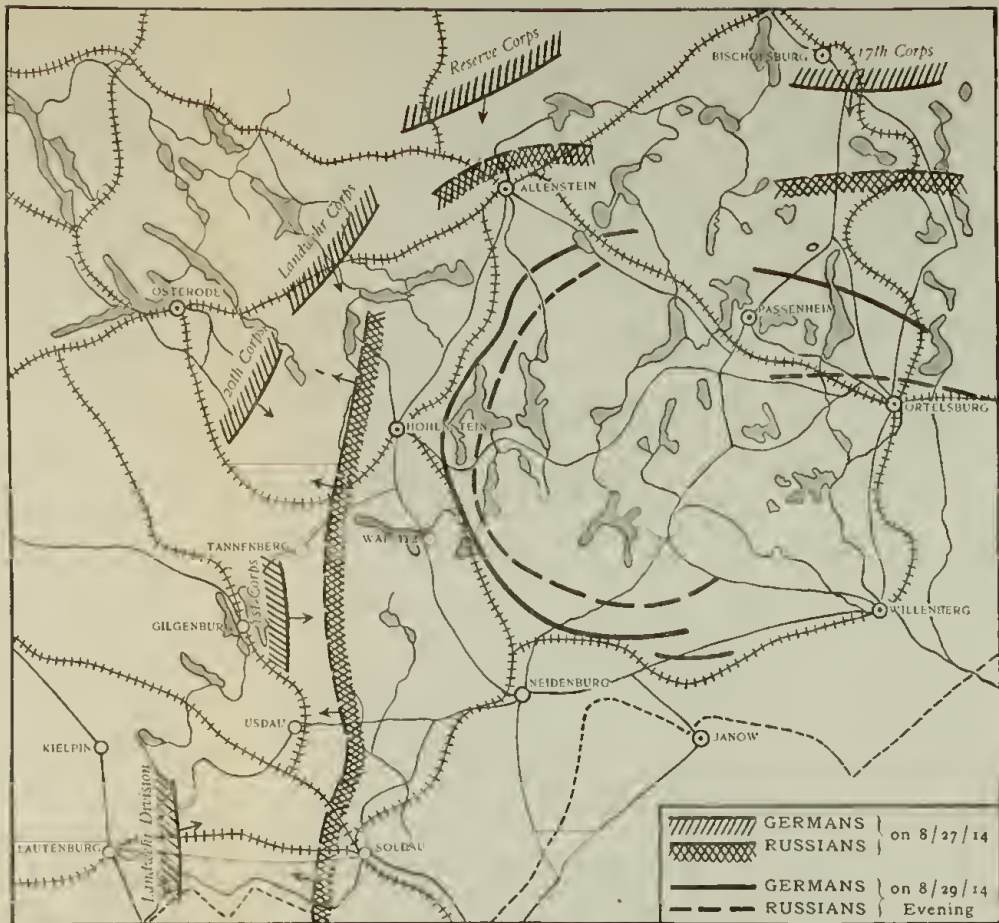 Reserve Corps
BISCHOFSBURG
17th Corps
ALLENSTEIN
Landwehr Corps
OSTERODE
PASSENHEIM
20th Corps
ORTELSBURG
HOHENSTEIN
TANNENBERG
1st Corps
GILGENBURG
WILLENBERG
NEIDENBURG
USDAU
KIELPIN
JANOW
Landwehr Division
LAUTENBURG
SOLDAU
GERMANS
RUSSIANS
on 8/27/14
GERMANS
RUSSIANS
on 8/29/14
Evening